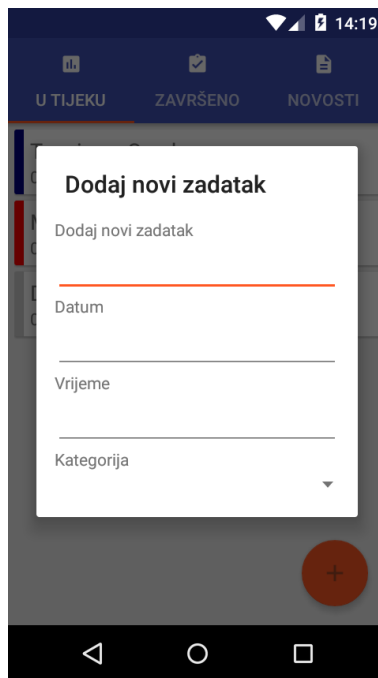 14:19
U TIJEKU ZAVRŠENO NOVOSTI
Dodaj novi zadatak
Dodaj novi zadatak
Datum
Vrijeme
Kategorija